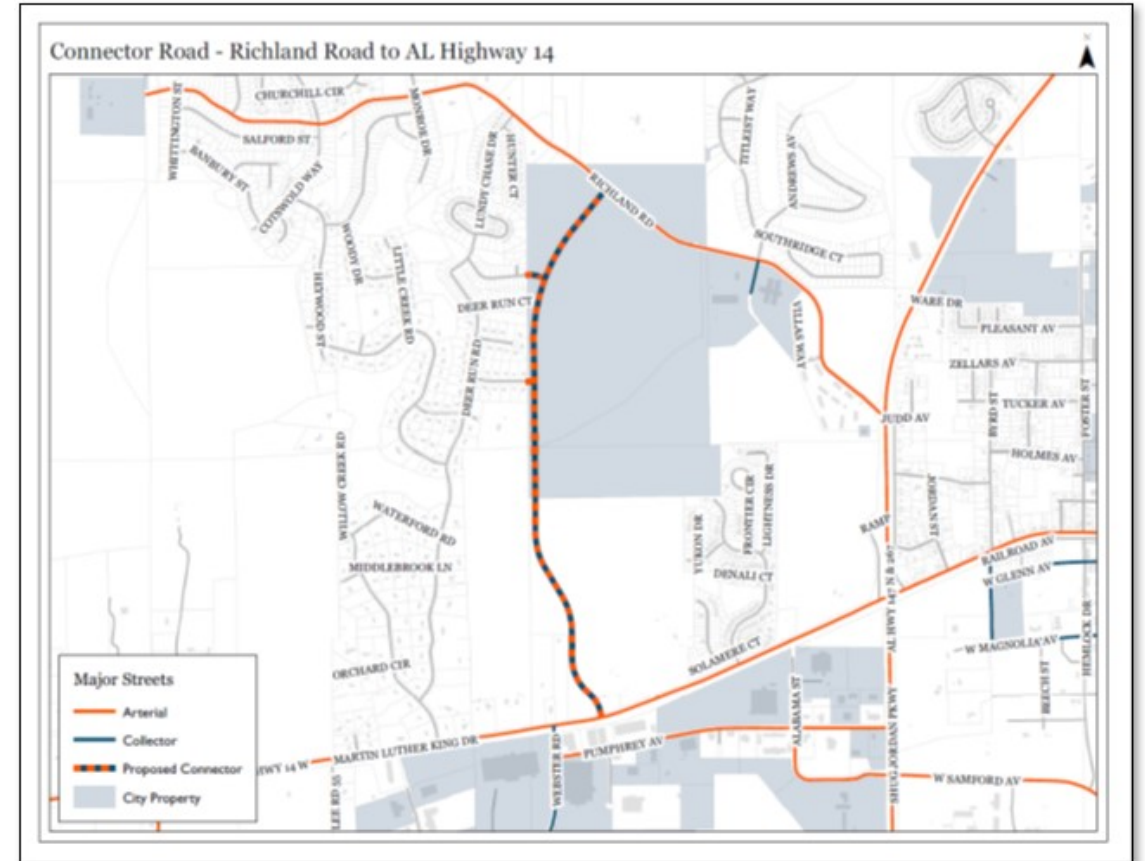 Connector Road - Richland Road to AL Highway 14
N
WHITTINGTON ST
CHURCHILL CIR
MONROE DR
SALFORD ST
BANBURY ST
COTSWOLD WAY
LUNDY CHASE DR
HUNTER CT
TITLEIST WAY
ANDREWS AV
RICHLAND RD
SOUTHRIDGE CT
WOODY DR
LITTLE CREEK RD
HEYWOOD ST
DEER RUN CT
DEER RUN RD
VILLAS WAY
WARE DR
PLEASANT AV
ZELLARS AV
BYRD ST
TUCKER AV
FOSTER ST
JUDD AV
HOLMES AV
WILLOW CREEK RD
WATERFORD RD
MIDDLEBROOK LN
YUKON DR
FRONTIER CIR
LIGHTNESS DR
DENALI CT
RAMP
JORDAN ST
AL HWY 147 N & 267
RAILROAD AV
W GLENN AV
W MAGNOLIA AV
HEMLOCK DR
BEECH ST
ORCHARD CIR
SOLAMERE CT
ALABAMA ST
SHUG JORDAN PKWY
HWY 14 W
MARTIN LUTHER KING DR
WEBSTER RD
PUMPHREY AV
W SAMFORD AV
Major Streets
Arterial
Collector
Proposed Connector
City Property